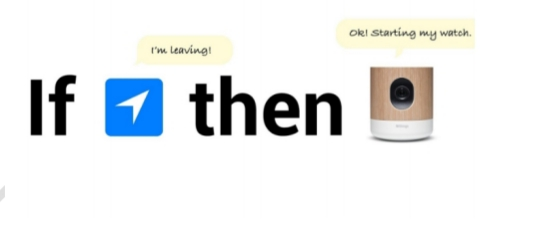 I'm leaving!
Ok! Starting my watch.
If then